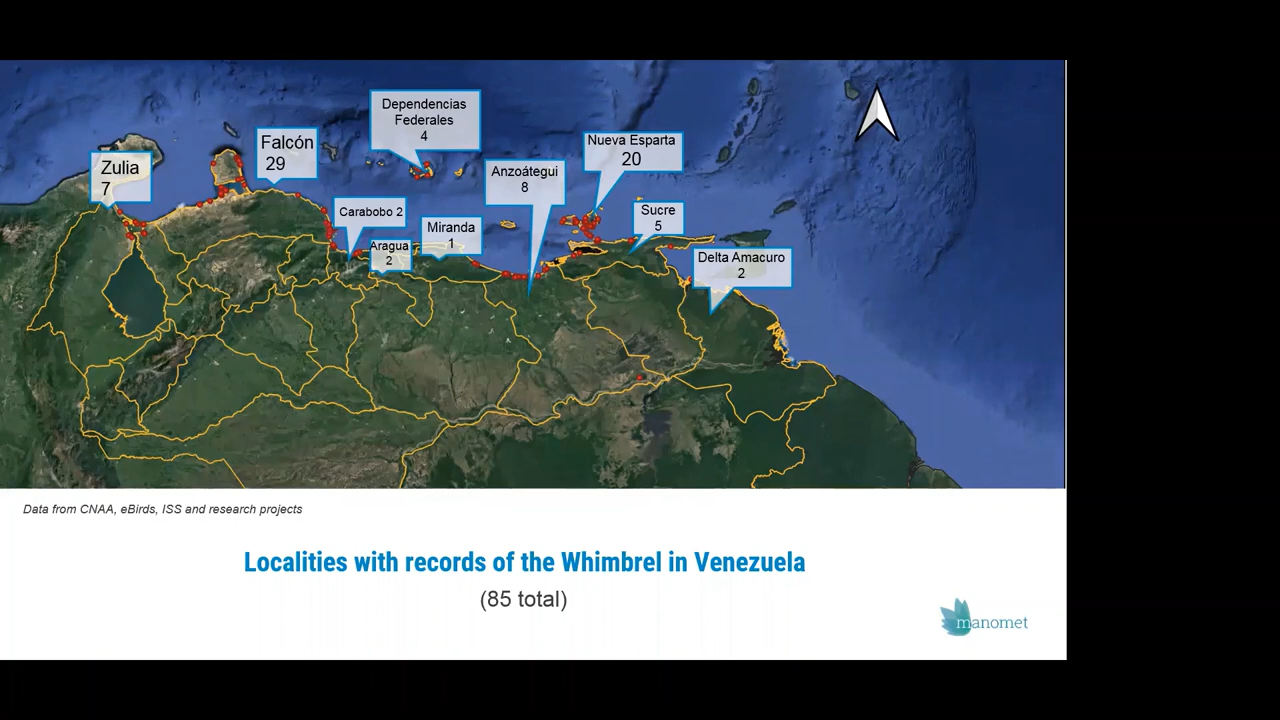 Dependencias
Federales
4
Falcón
29
Nueva Esparta
20
Zulia
7
Anzoátegui
8
Carabobo 2
Sucre
5
Miranda
1
Aragua
2
Delta Amacuro
2
Data from CNAA, eBirds, ISS and research projects
Localities with records of the Whimbrel in Venezuela
(85 total)
manomet